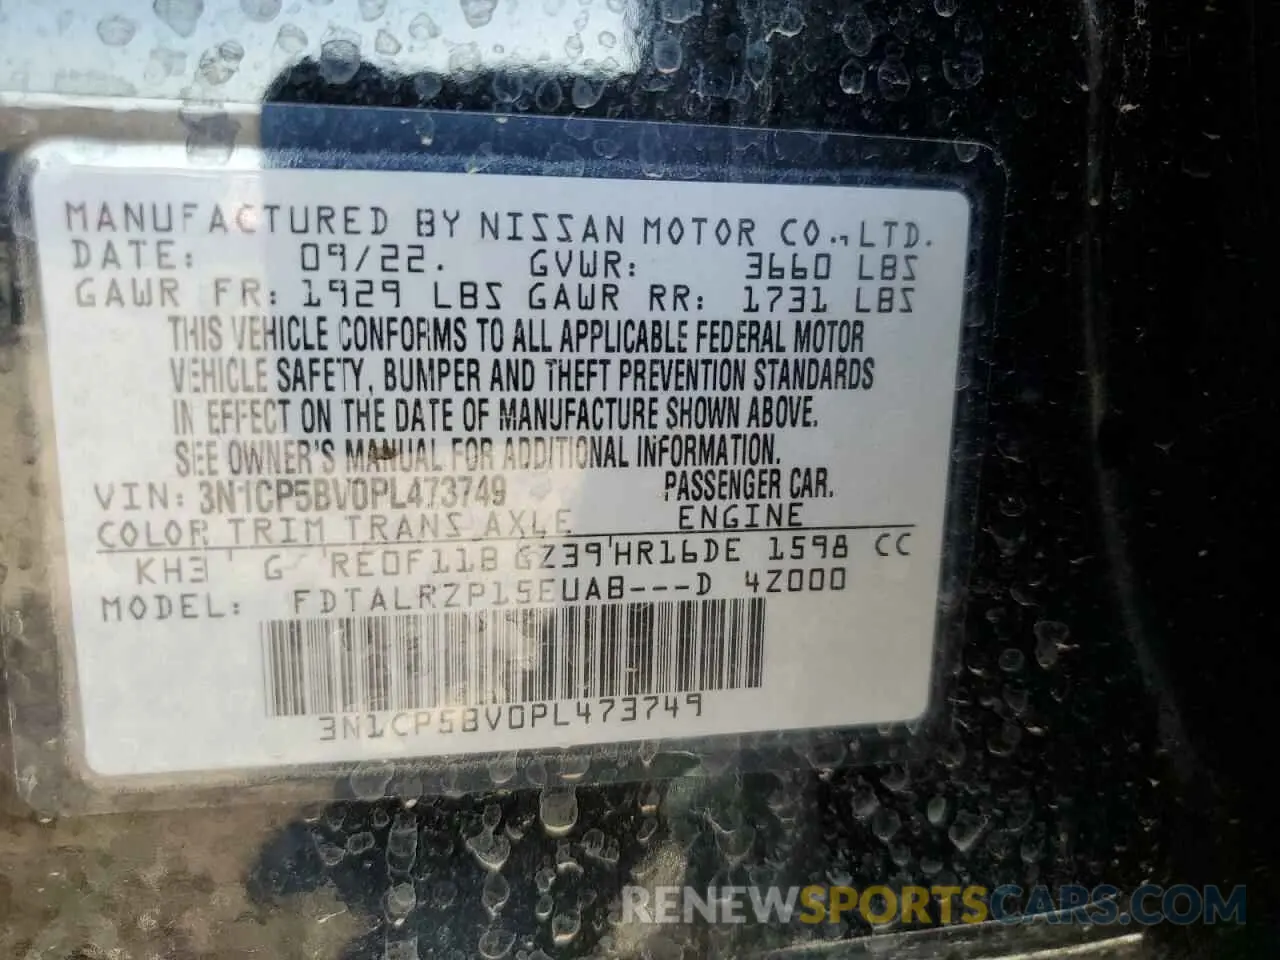 MANUFACTURED BY NISSAN MOTOR CO., LTD.
DATE: 09/22. GVWR: 3660 LBS
GAWR FR: 1929 LBS GAWR RR: 1731 LBS
THIS VEHICLE CONFORMS TO ALL APPLICABLE FEDERAL MOTOR
VEHICLE SAFETY, BUMPER AND THEFT PREVENTION STANDARDS
IN EFFECT ON THE DATE OF MANUFACTURE SHOWN ABOVE.
SEE OWNER'S MANUAL FOR ADDITIONAL INFORMATION.
VIN: 3N1CP5BV0PL473749 PASSENGER CAR.
COLOR TRIM TRANS AXLE ENGINE
KH3 G RE0F11B GZ39 HR16DE 1598 CC
MODEL: FDTALRZP15EUAB---D 4Z000
3N1CP5BV0PL473749
RENEWSPORTSCARS.COM